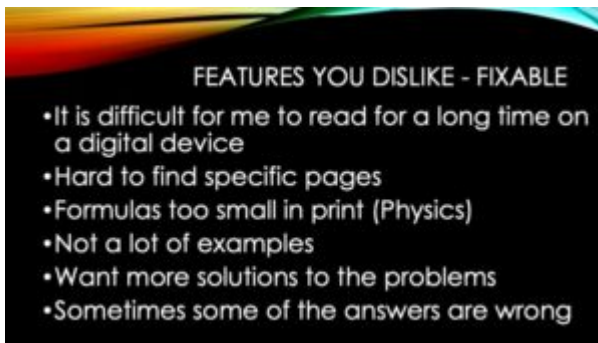 FEATURES YOU DISLIKE - FIXABLE
•It is difficult for me to read for a long time on
a digital device
•Hard to find specific pages
•Formulas too small in print (Physics)
•Not a lot of examples
•Want more solutions to the problems
•Sometimes some of the answers are wrong